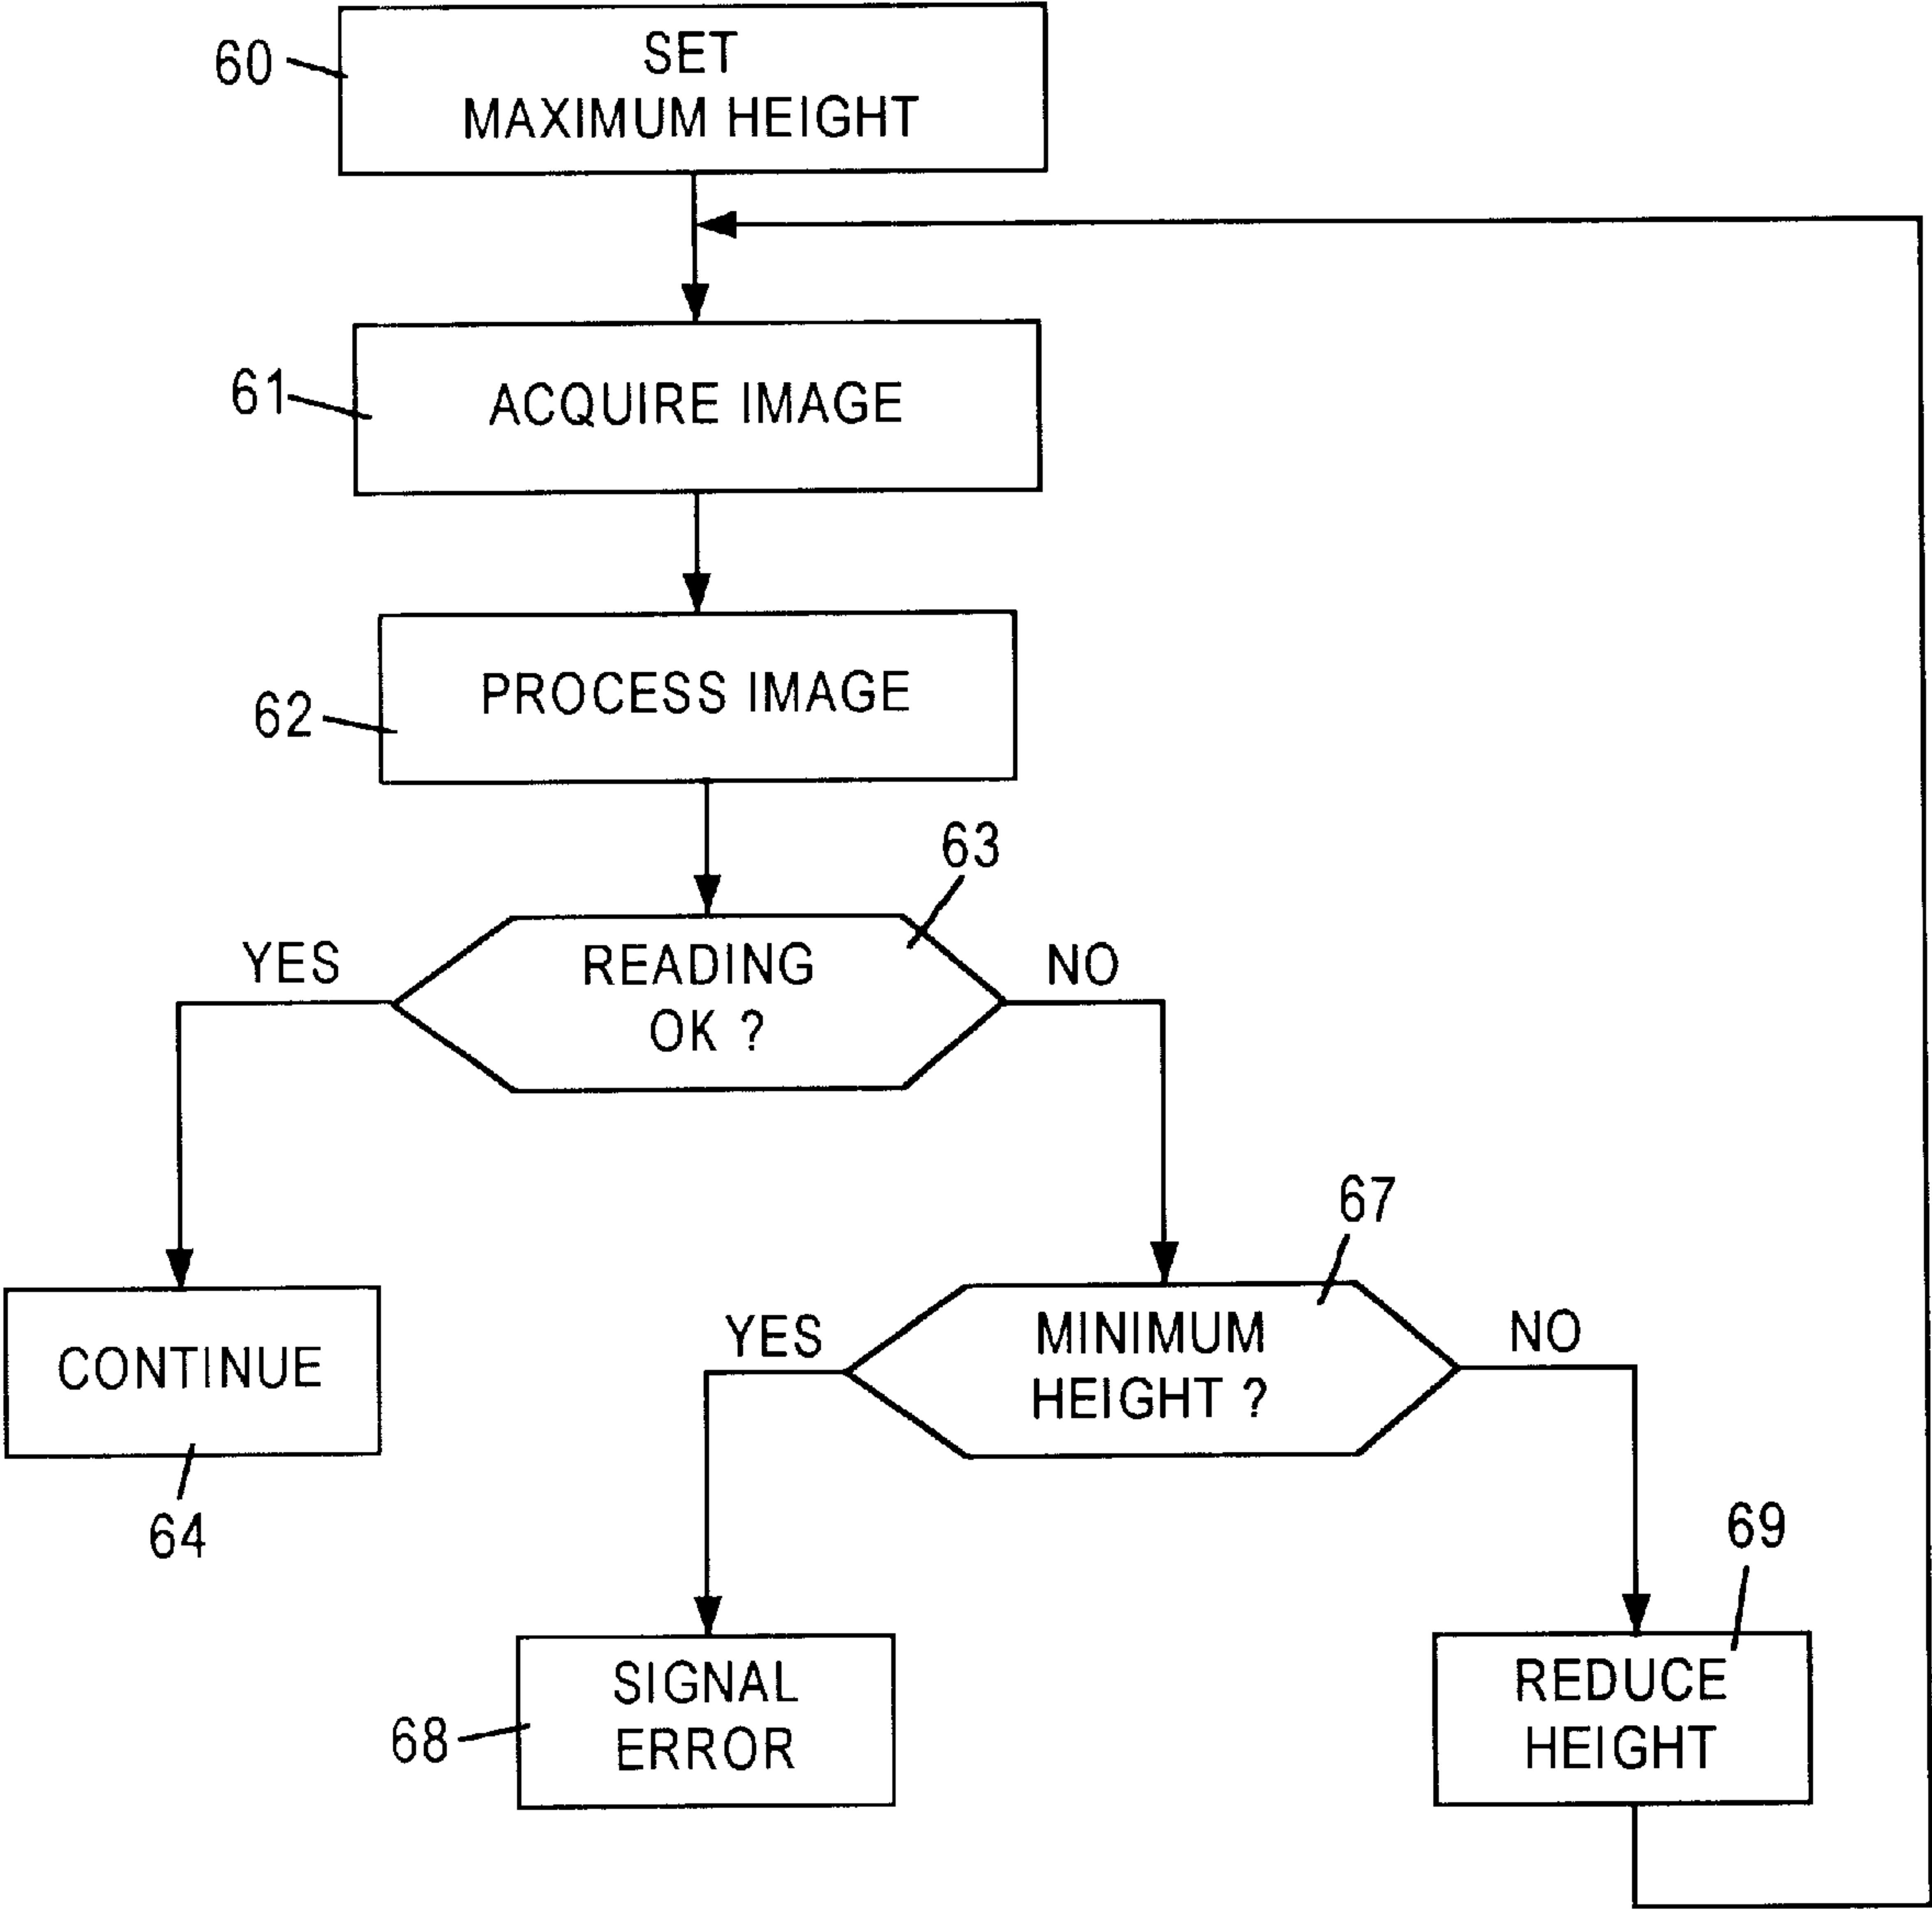 60
SET
MAXIMUM HEIGHT
61
ACQUIRE IMAGE
62
PROCESS IMAGE
63
YES
READING
OK ?
NO
67
CONTINUE
64
YES
MINIMUM
HEIGHT ?
NO
69
68
SIGNAL
ERROR
REDUCE
HEIGHT